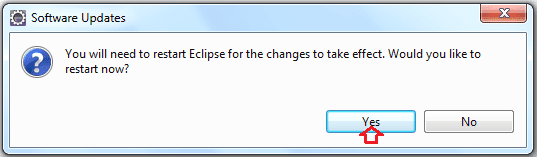 Software Updates
You will need to restart Eclipse for the changes to take effect. Would you like to
restart now?
Yes
No